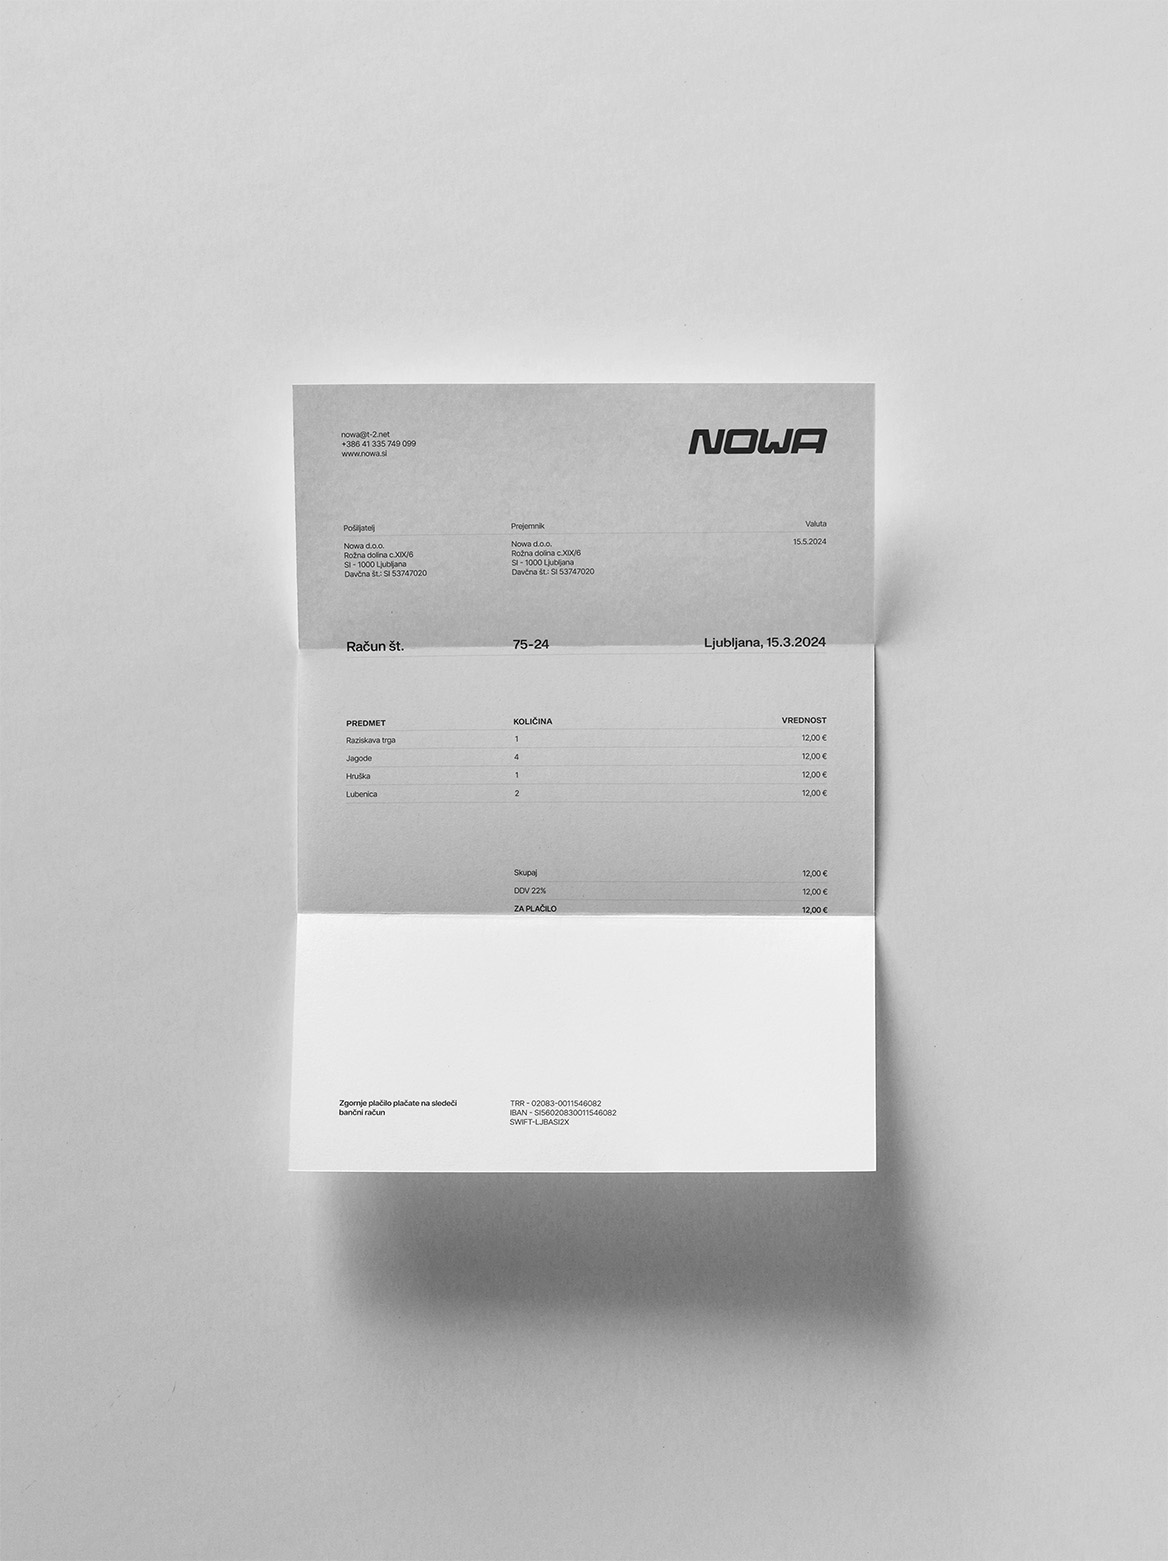 nowa@t-2.net
+386 41 335 749 099
www.nowa.si
NOWA
Pošiljatelj
Nowa d.o.o.
Rožna dolina c.XIX/6
SI - 1000 Ljubljana
Davčna št.: SI 53747020
Prejemnik
Nowa d.o.o.
Rožna dolina c.XIX/6
SI - 1000 Ljubljana
Davčna št.: SI 53747020
Valuta
15.5.2024
Račun št. 75-24 Ljubljana, 15.3.2024
PREDMET KOLIČINA VREDNOST
Raziskava trga 1 12,00 €
Jagode 4 12,00 €
Hruška 1 12,00 €
Lubenica 2 12,00 €
Skupaj 12,00 €
DDV 22% 12,00 €
ZA PLAČILO 12,00 €
Zgornje plačilo plačate na sledeči
bančni račun
TRR - 02083-0011546082
IBAN - SI56020830011546082
SWIFT-LJBASI2X